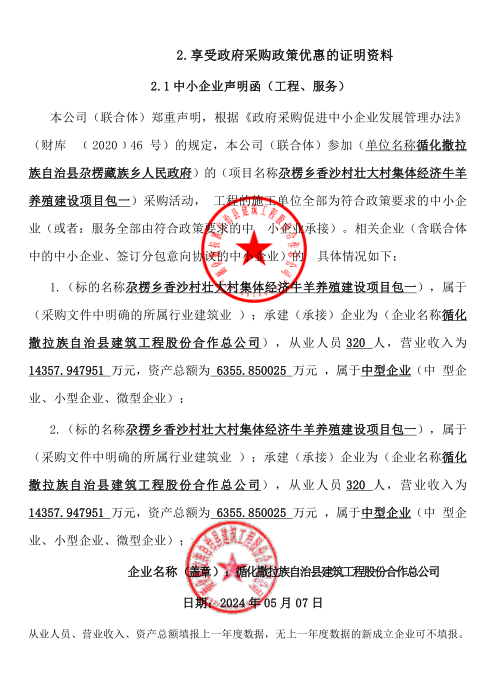 2.享受政府采购政策优惠的证明资料
2.1中小企业声明函（工程、服务）
本公司（联合体）郑重声明，根据《政府采购促进中小企业发展管理办法》
（财库 （2020）46 号）的规定，本公司（联合体）参加（单位名称循化撒拉
族自治县尕楞藏族乡人民政府）的（项目名称尕楞乡香沙村壮大村集体经济牛羊
养殖建设项目包一）采购活动， 工程的施工单位全部为符合政策要求的中小企
业（或者：服务全部由符合政策要求的中 小企业承接）。相关企业（含联合体
中的中小企业、签订分包意向协议的中小企业）的 具体情况如下：
1.（标的名称尕楞乡香沙村壮大村集体经济牛羊养殖建设项目包一），属于
（采购文件中明确的所属行业建筑业 ）；承建（承接）企业为（企业名称循化
撒拉族自治县建筑工程股份合作总公司），从业人员 320 人，营业收入为
14357.947951 万元，资产总额为 6355.850025 万元 ，属于中型企业（中 型企
业、小型企业、微型企业）；
2.（标的名称尕楞乡香沙村壮大村集体经济牛羊养殖建设项目包一），属于
（采购文件中明确的所属行业建筑业 ）；承建（承接）企业为（企业名称循化
撒拉族自治县建筑工程股份合作总公司），从业人员 320 人，营业收入为
14357.947951 万元，资产总额为 6355.850025 万元 ，属于中型企业（中 型企
业、小型企业、微型企业）；
企业名称（盖章）：循化撒拉族自治县建筑工程股份合作总公司
日期：2024 年 05 月 07 日
从业人员、营业收入、资产总额填报上一年度数据，无上一年度数据的新成立企业可不填报。